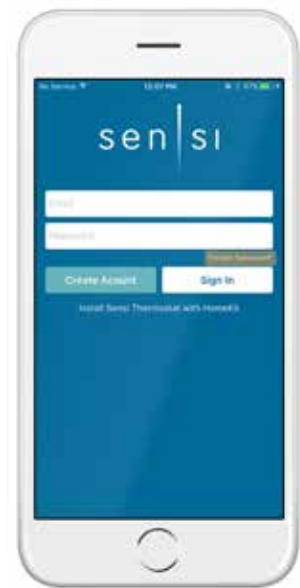 No Service 12:07 PM
sen|si
Email
Password
Forgot Password?
Create Acount Sign In
Install Sensi Thermostat with HomeKit